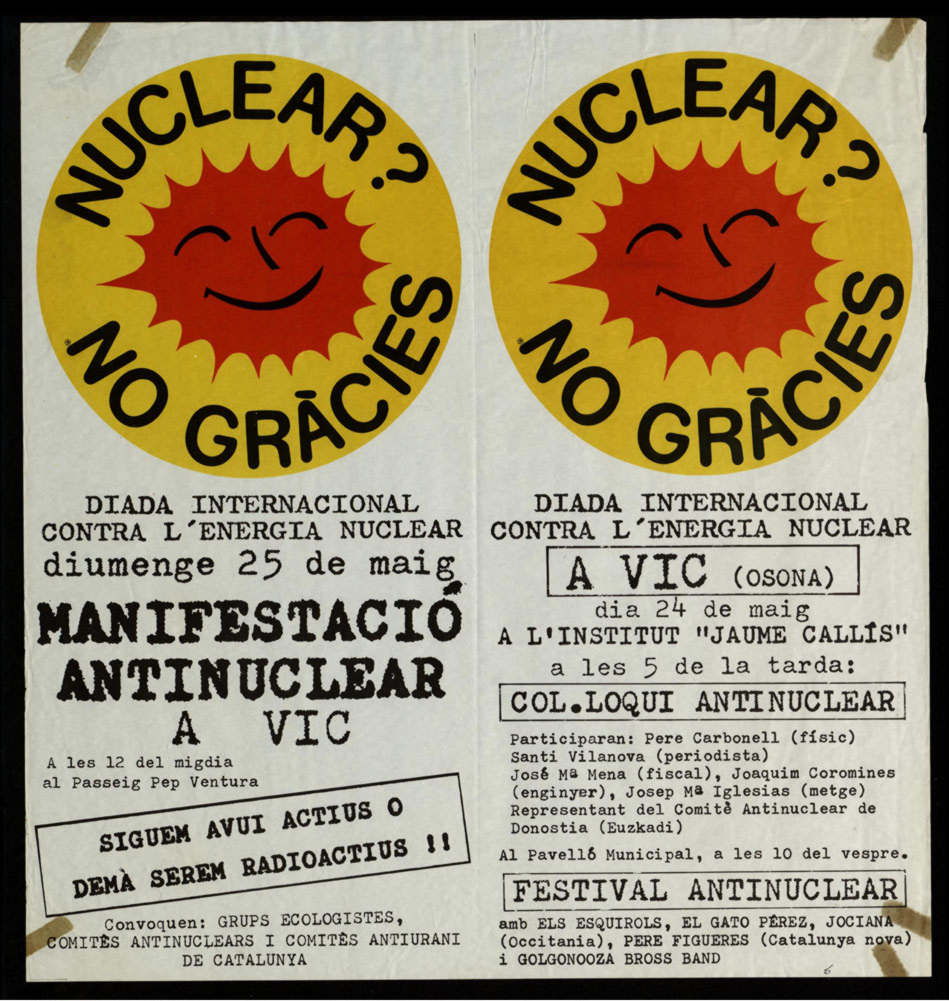 NUCLEAR?
NO GRÀCIES
DIADA INTERNACIONAL
CONTRA L'ENERGIA NUCLEAR
diumenge 25 de maig
MANIFESTACIÓ
ANTINUCLEAR
A VIC
A les 12 del migdia
al Passeig Pep Ventura
SIGUEM AVUI ACTIUS O
DEMÀ SEREM RADIOACTIUS !!
Convoquen: GRUPS ECOLOGISTES,
COMITÈS ANTINUCLEARS I COMITÈS ANTIURANI
DE CATALUNYA
NUCLEAR?
NO GRÀCIES
DIADA INTERNACIONAL
CONTRA L'ENERGIA NUCLEAR
A VIC (OSONA)
dia 24 de maig
A L'INSTITUT "JAUME CALLÍS"
a les 5 de la tarda:
COL.LOQUI ANTINUCLEAR
Participaran: Pere Carbonell (físic)
Santi Vilanova (periodista)
José Mª Mena (fiscal), Joaquim Coromines
(enginyer), Josep Mª Iglesias (metge)
Representant del Comitè Antinuclear de
Donostia (Euzkadi)
Al Pavelló Municipal, a les 10 del vespre.
FESTIVAL ANTINUCLEAR
amb ELS ESQUIROLS, EL GATO PÉREZ, JOCIANA
(Occitania), PERE FIGUERES (Catalunya nova)
i GOLGONOOZA BROSS BAND
6